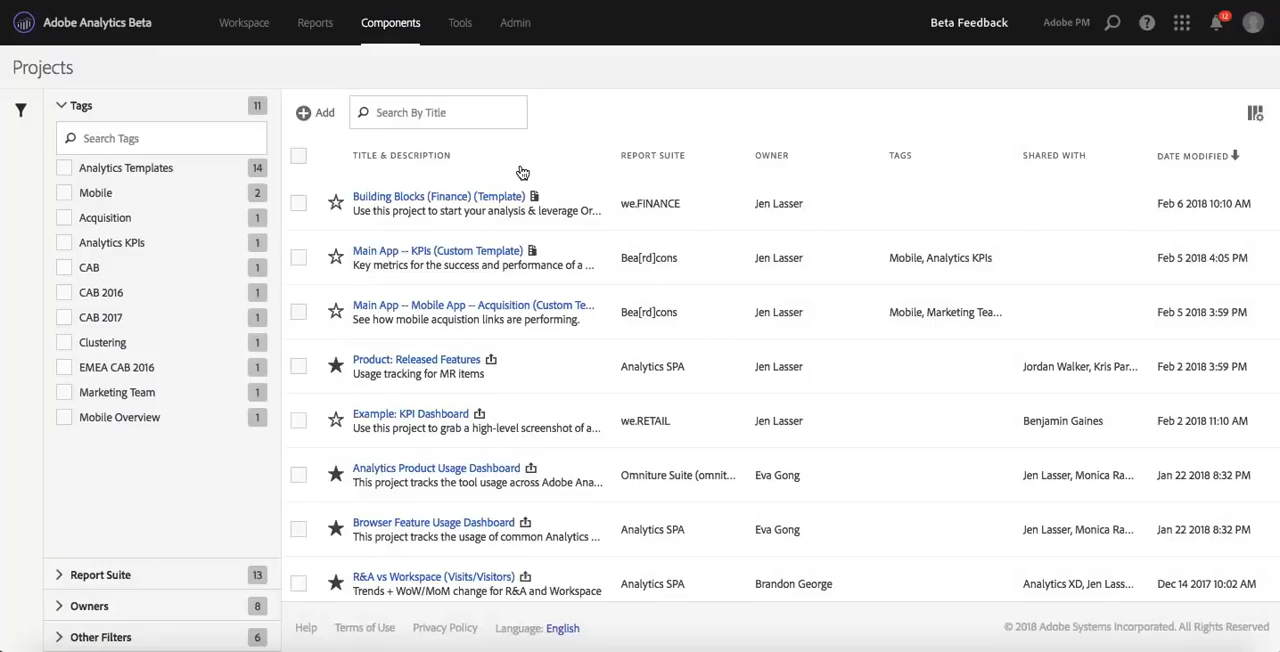 Adobe Analytics Beta Workspace Reports Components Tools Admin Beta Feedback Adobe PM 12
Projects
Tags 11
Add Search By Title
Search Tags
Analytics Templates 14
Mobile 2
Acquisition 1
Analytics KPIs 1
CAB 1
CAB 2016 1
CAB 2017 1
Clustering 1
EMEA CAB 2016 1
Marketing Team 1
Mobile Overview 1
Report Suite 13
Owners 8
Other Filters 6
TITLE & DESCRIPTION REPORT SUITE OWNER TAGS SHARED WITH DATE MODIFIED
Building Blocks (Finance) (Template) we.FINANCE Jen Lasser Feb 6 2018 10:10 AM
Use this project to start your analysis & leverage Or...
Main App -- KPIs (Custom Template) Bea[rd]cons Jen Lasser Mobile, Analytics KPIs Feb 5 2018 4:05 PM
Key metrics for the success and performance of a ...
Main App -- Mobile App -- Acquisition (Custom Te... Bea[rd]cons Jen Lasser Mobile, Marketing Tea... Feb 5 2018 3:59 PM
See how mobile acquistion links are performing.
Product: Released Features Analytics SPA Jen Lasser Jordan Walker, Kris Par... Feb 2 2018 3:59 PM
Usage tracking for MR items
Example: KPI Dashboard we.RETAIL Jen Lasser Benjamin Gaines Feb 2 2018 11:10 AM
Use this project to grab a high-level screenshot of a...
Analytics Product Usage Dashboard Omniture Suite (omnit... Eva Gong Jen Lasser, Monica Ra... Jan 22 2018 8:32 PM
This project tracks the tool usage across Adobe Ana...
Browser Feature Usage Dashboard Analytics SPA Eva Gong Jen Lasser, Monica Ra... Jan 22 2018 8:32 PM
This project tracks the usage of common Analytics ...
R&A vs Workspace (Visits/Visitors) Analytics SPA Brandon George Analytics XD, Jen Lass... Dec 14 2017 10:02 AM
Trends + WoW/MoM change for R&A and Workspace
Help Terms of Use Privacy Policy Language: English © 2018 Adobe Systems Incorporated. All Rights Reserved